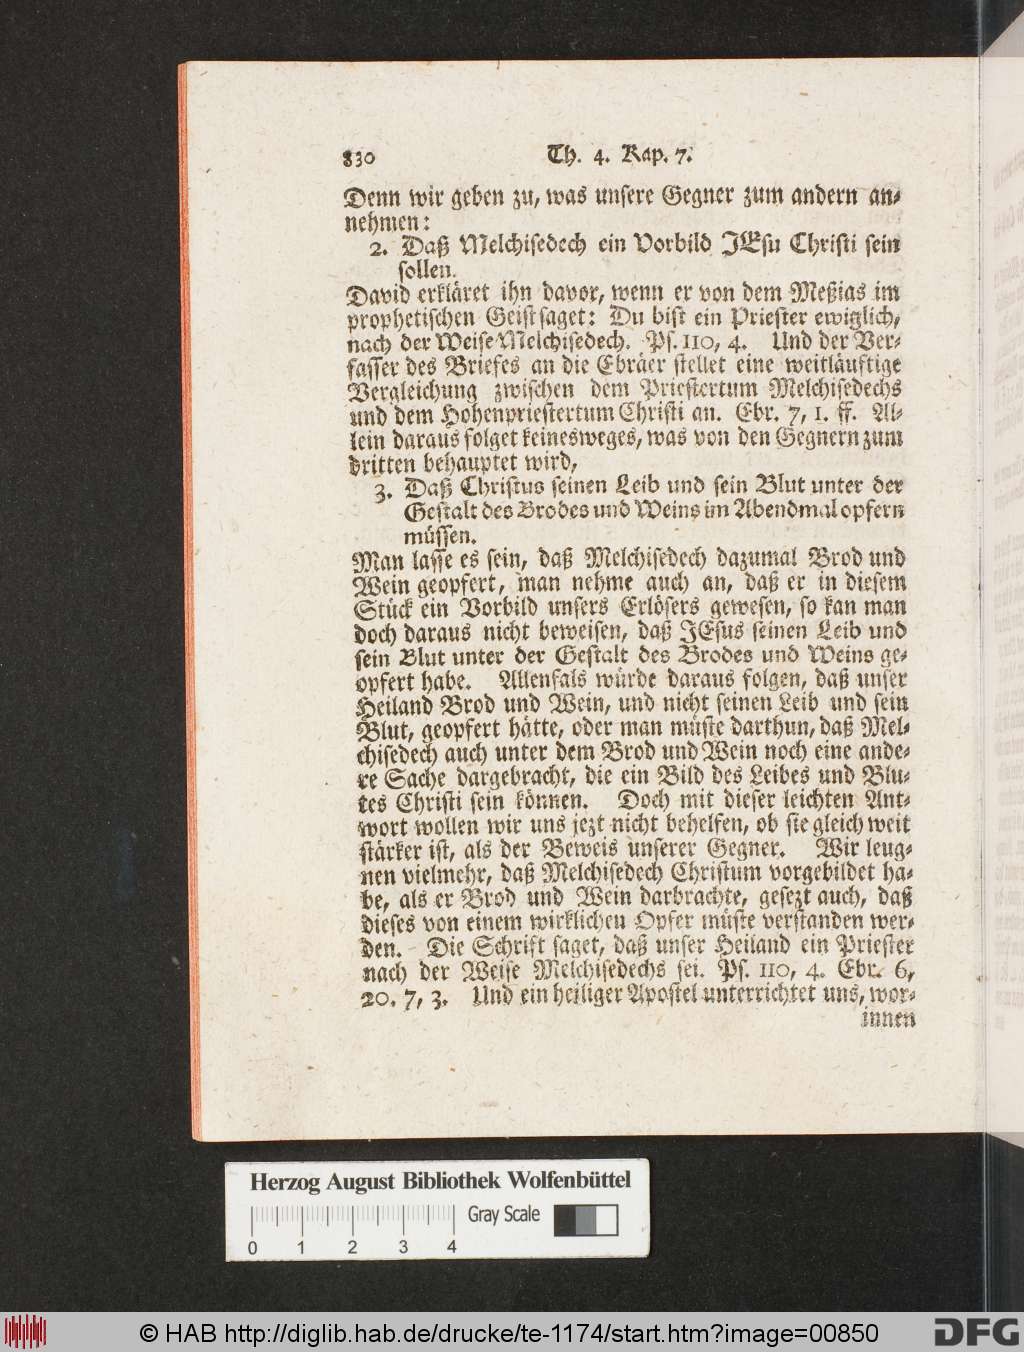 830 Th. 4. Kap. 7.
Denn wir geben zu, was unsere Gegner zum andern an-
nehmen:
2. Daß Melchisedech ein Vorbild JEsu Christi sein
sollen.
David erkläret ihn davor, wenn er von dem Meßias im
prophetischen Geist saget: Du bist ein Priester ewiglich,
nach der Weise Melchisedech. Ps. 110, 4. Und der Ver-
fasser des Briefes an die Ebräer stellet eine weitläuftige
Vergleichung zwischen dem Priestertum Melchisedechs
und dem Hohenpriestertum Christi an. Ebr. 7, 1. ff. Al-
lein daraus folget keinesweges, was von den Gegnern zum
dritten behauptet wird,
3. Daß Christus seinen Leib und sein Blut unter der
Gestalt des Brodes und Weins im Abendmal opfern
müssen.
Man lasse es sein, daß Melchisedech dazumal Brod und
Wein geopfert, man nehme auch an, daß er in diesem
Stück ein Vorbild unsers Erlösers gewesen, so kan man
doch daraus nicht beweisen, daß JEsus seinen Leib und
sein Blut unter der Gestalt des Brodes und Weins ge-
opfert habe. Allenfals würde daraus folgen, daß unser
Heiland Brod und Wein, und nicht seinen Leib und sein
Blut, geopfert hätte, oder man müste darthun, daß Mel-
chisedech auch unter dem Brod und Wein noch eine ande-
re Sache dargebracht, die ein Bild des Leibes und Blu-
tes Christi sein können. Doch mit dieser leichten Ant-
wort wollen wir uns jezt nicht behelfen, ob sie gleich weit
stärker ist, als der Beweis unserer Gegner. Wir leug-
nen vielmehr, daß Melchisedech Christum vorgebildet ha-
be, als er Brod und Wein darbrachte, gesezt auch, daß
dieses von einem wirklichen Opfer müste verstanden wer-
den. Die Schrift saget, daß unser Heiland ein Priester
nach der Weise Melchisedechs sei. Ps. 110, 4. Ebr. 6,
20. 7, 3. Und ein heiliger Apostel unterrichtet uns, wor-
innen
Herzog August Bibliothek Wolfenbüttel
Gray Scale
0 1 2 3 4
© HAB http://diglib.hab.de/drucke/te-1174/start.htm?image=00850
DFG